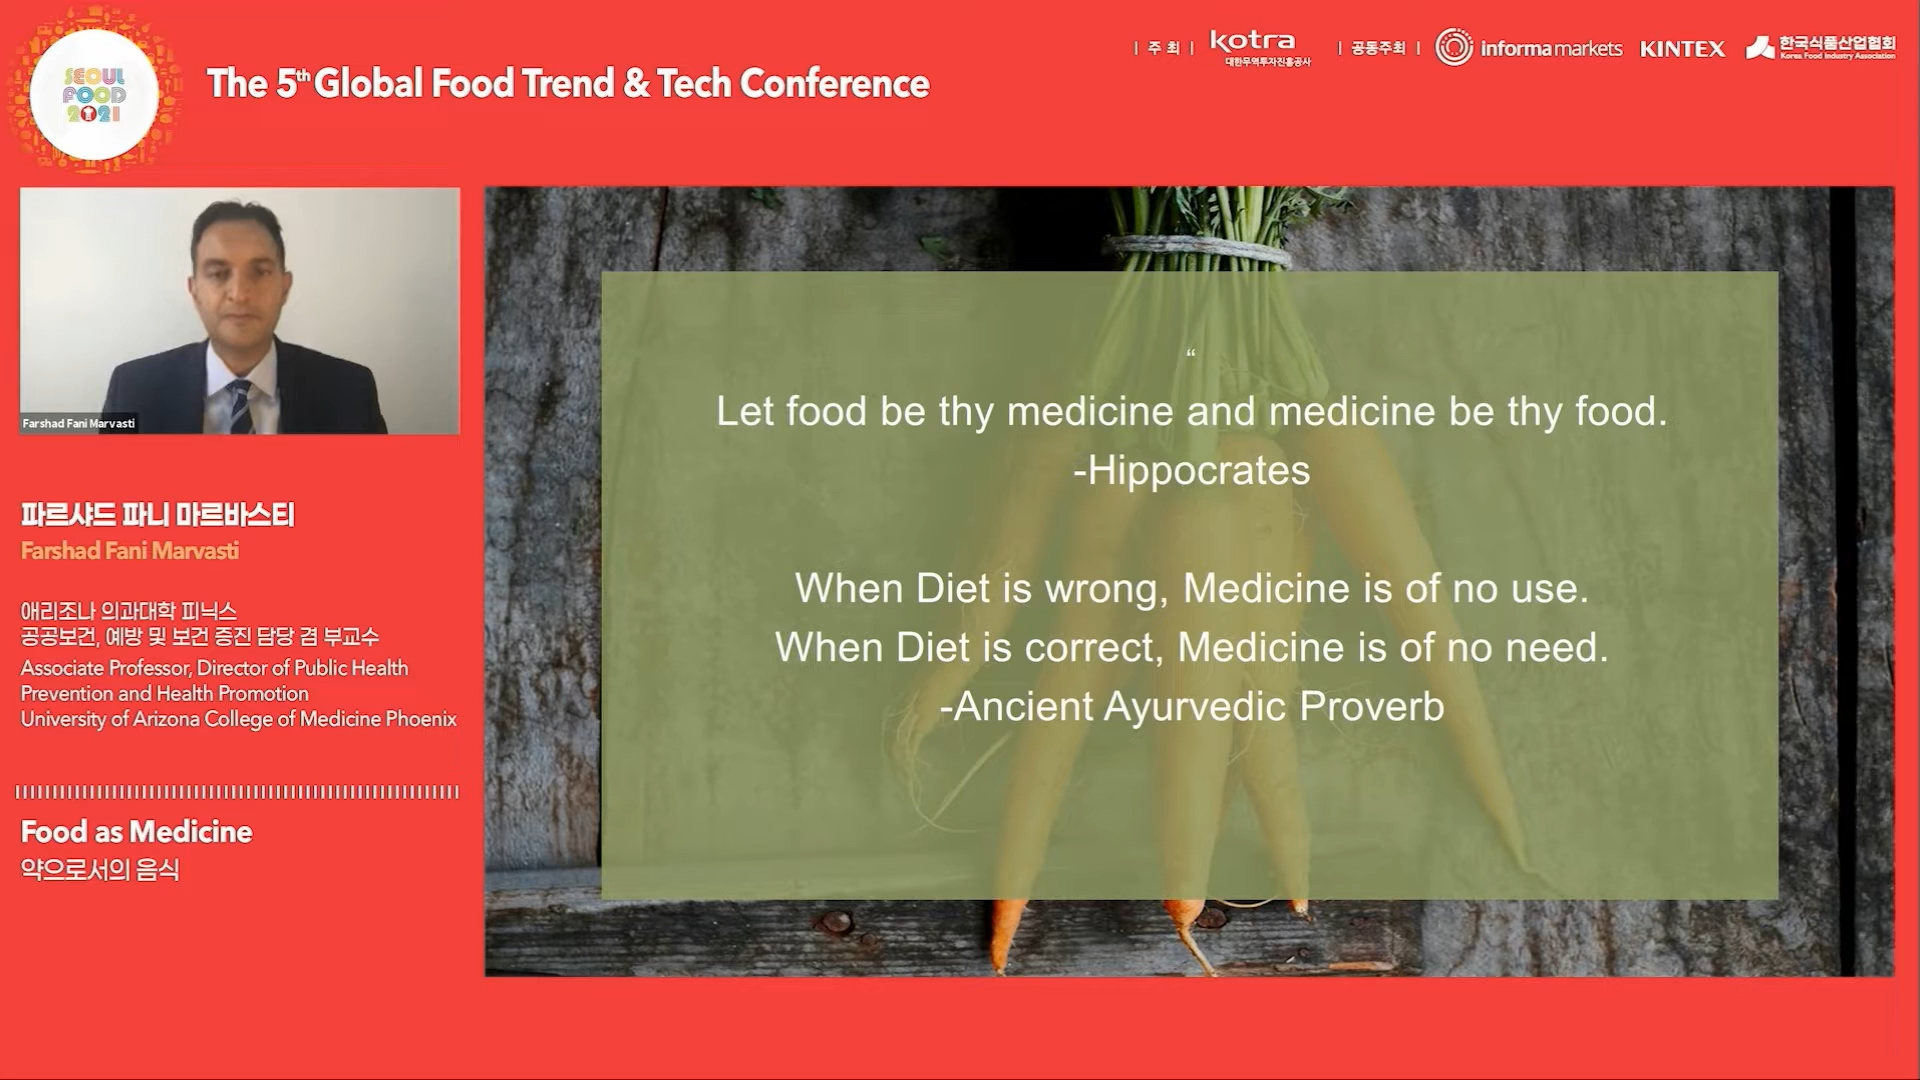 SEOUL
FOOD
2021
The 5th Global Food Trend & Tech Conference
| 주 최 |
kotra
대한무역투자진흥공사
| 공동주최 |
informa markets
KINTEX
한국식품산업협회
Korea Food Industry Association
Farshad Fani Marvasti
파르샤드 파니 마르바스티
Farshad Fani Marvasti
애리조나 의과대학 피닉스
공공보건, 예방 및 보건 증진 담당 겸 부교수
Associate Professor, Director of Public Health
Prevention and Health Promotion
University of Arizona College of Medicine Phoenix
Food as Medicine
약으로서의 음식
“
Let food be thy medicine and medicine be thy food.
-Hippocrates
When Diet is wrong, Medicine is of no use.
When Diet is correct, Medicine is of no need.
-Ancient Ayurvedic Proverb